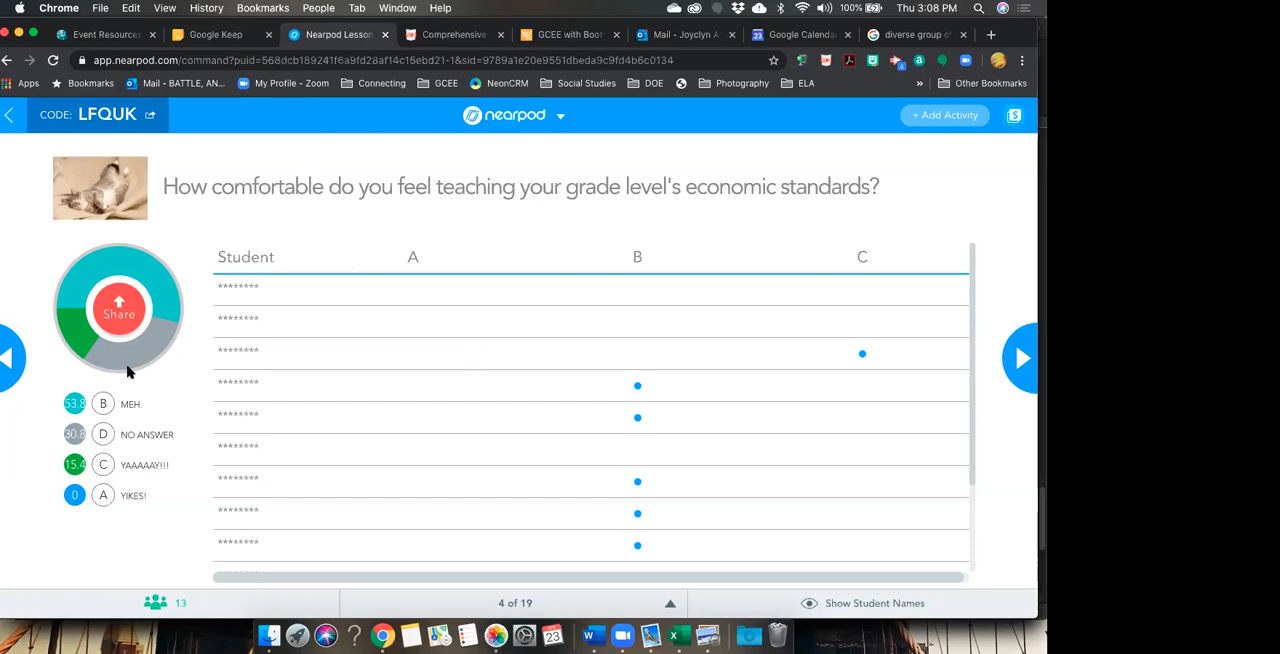 Chrome File Edit View History Bookmarks People Tab Window Help 100% Thu 3:08 PM
Event Resources Google Keep Nearpod Lesson Comprehensive GCEE with Boot Mail - Joyclyn A Google Calenda diverse group o
app.nearpod.com/command?puid=568dcb189241f6a9fd28af14c15ebd21-1&sid=9789a1e20e9551dbeda9c9fd4b6c0134
Apps Bookmarks Mail - BATTLE, AN... My Profile - Zoom Connecting GCEE NeonCRM Social Studies DOE Photography ELA » Other Bookmarks
CODE: LFQUK nearpod + Add Activity
How comfortable do you feel teaching your grade level's economic standards?
Student A B C
********
********
********
********
********
********
********
********
********
Share
53.8 B MEH.
30.8 D NO ANSWER
15.4 C YAAAAAY!!!
0 A YIKES!
13 4 of 19 Show Student Names
23